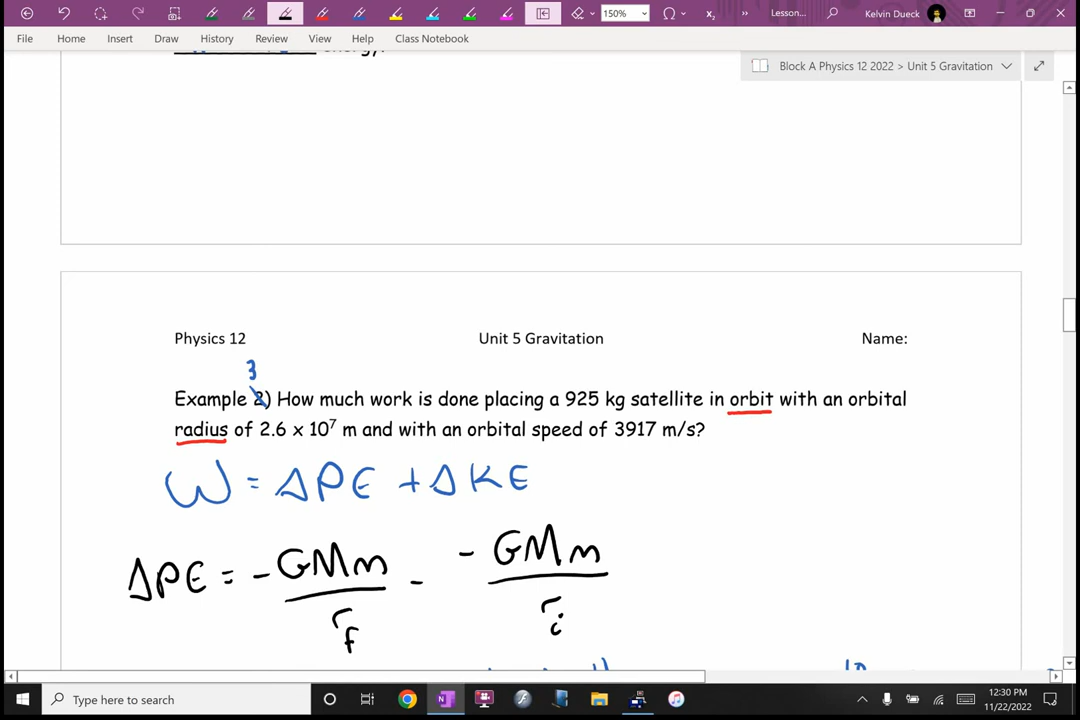 150%
Lesson...
Kelvin Dueck
File Home Insert Draw History Review View Help Class Notebook
energy.
Block A Physics 12 2022 > Unit 5 Gravitation
Physics 12 Unit 5 Gravitation Name:
3
Example 2) How much work is done placing a 925 kg satellite in orbit with an orbital
radius of 2.6 x 10⁷ m and with an orbital speed of 3917 m/s?
W = ΔPE + ΔKE
ΔPE = - GMm / r_f - - GMm / r_i
Type here to search
12:30 PM
11/22/2022